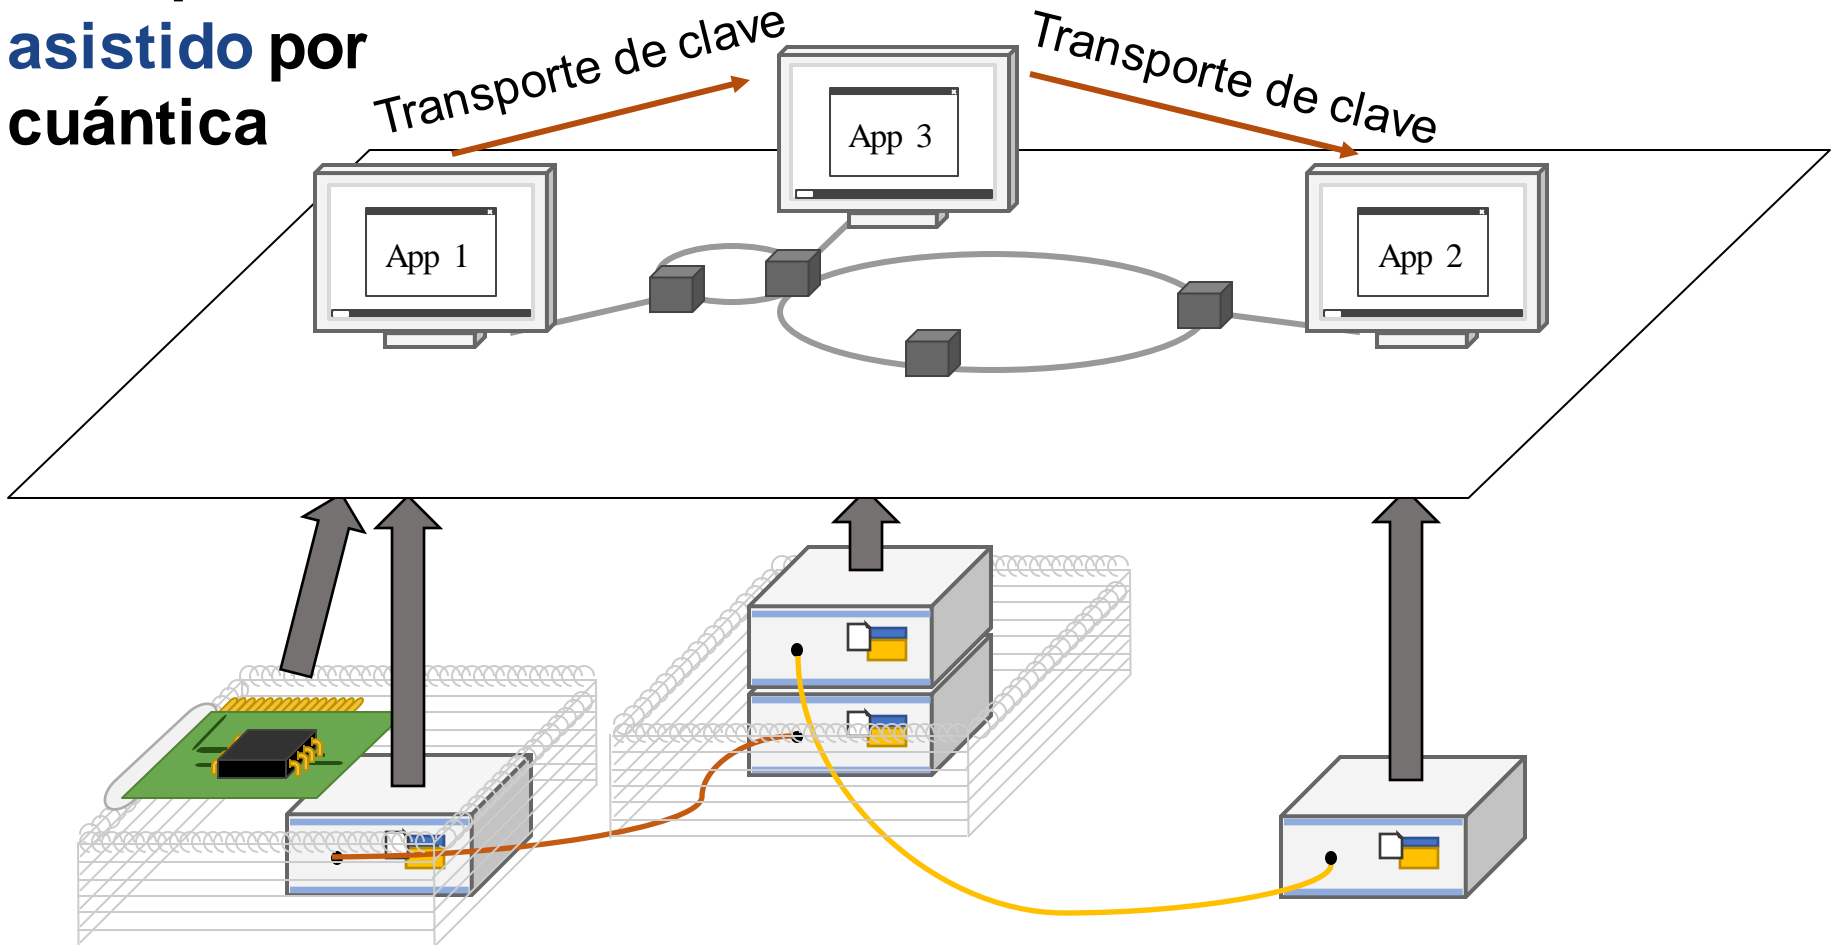 asistido por
cuántica
Transporte de clave
Transporte de clave
App 3
App 1
App 2